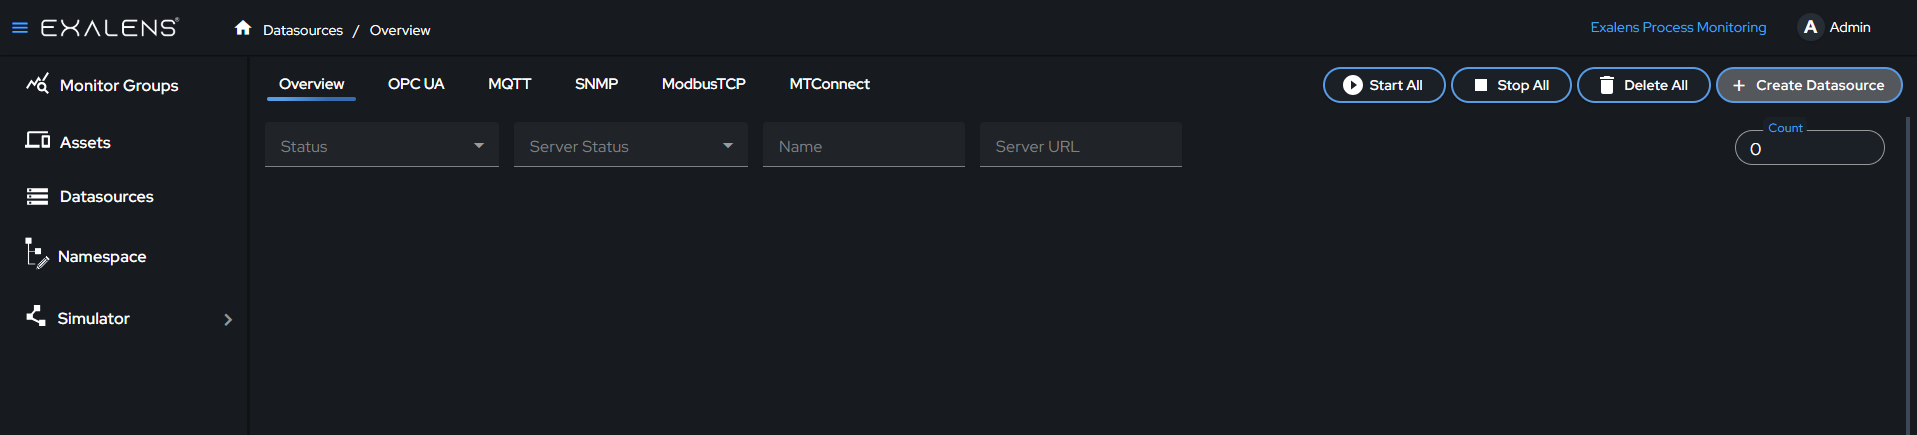 EXALENS®
Datasources / Overview
Exalens Process Monitoring
A Admin
Monitor Groups
Assets
Datasources
Namespace
Simulator
Overview OPC UA MQTT SNMP ModbusTCP MTConnect
Start All Stop All Delete All + Create Datasource
Status Server Status Name Server URL
Count
0